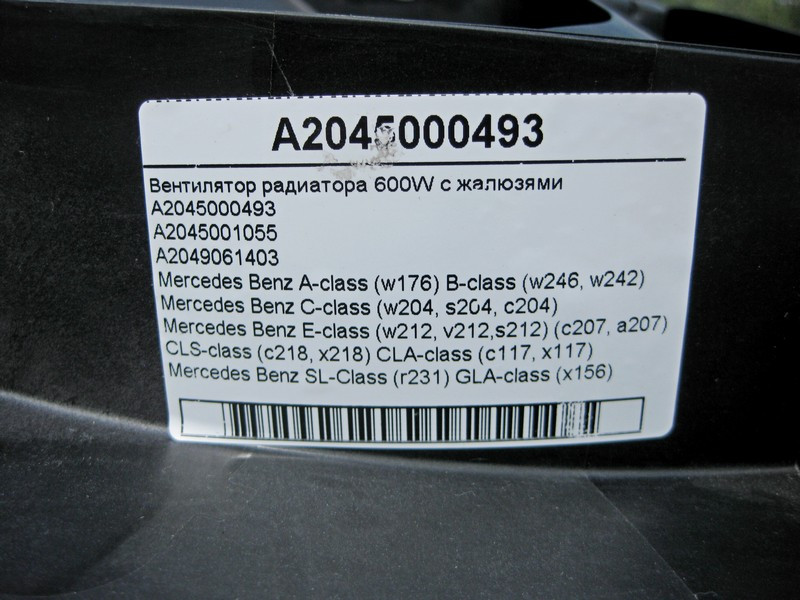 A2045000493
Вентилятор радиатора 600W с жалюзями
A2045000493
A2045001055
A2049061403
Mercedes Benz A-class (w176) B-class (w246, w242)
Mercedes Benz C-class (w204, s204, c204)
Mercedes Benz E-class (w212, v212,s212) (c207, a207)
CLS-class (c218, x218) CLA-class (c117, x117)
Mercedes Benz SL-Class (r231) GLA-class (x156)